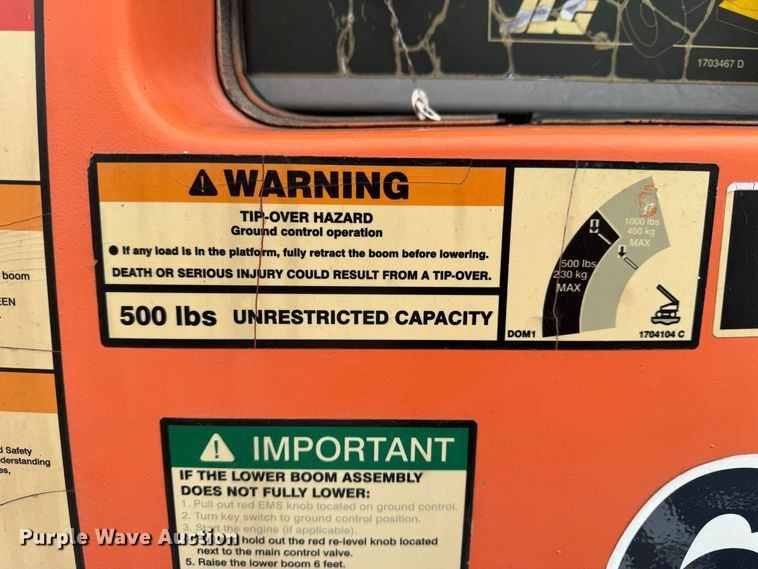 JLG
1703467 D
WARNING
TIP-OVER HAZARD
Ground control operation
● If any load is in the platform, fully retract the boom before lowering.
DEATH OR SERIOUS INJURY COULD RESULT FROM A TIP-OVER.
500 lbs UNRESTRICTED CAPACITY
1000 lbs
450 kg
MAX
500 lbs
230 kg
MAX
DOM1
1704104 C
boom
EEN
d Safety
derstanding
es,
IMPORTANT
IF THE LOWER BOOM ASSEMBLY
DOES NOT FULLY LOWER:
1. Pull out red EMS knob located on ground control.
2. Turn key switch to ground control position.
3. Start the engine (if applicable).
hold out the red re-level knob located
next to the main control valve.
5. Raise the lower boom 6 feet.
Purple Wave Auction